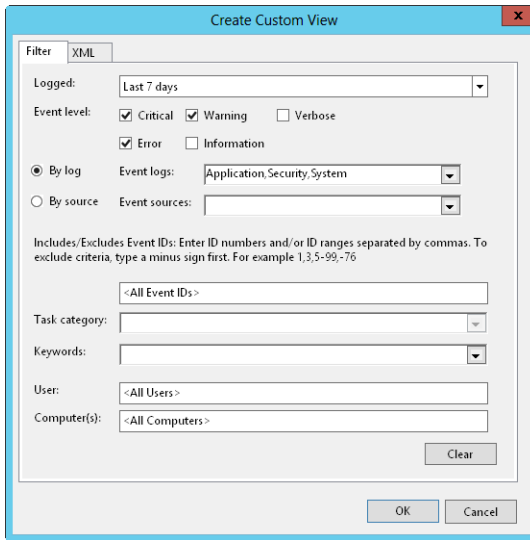 Create Custom View
x
Filter XML
Logged: Last 7 days
Event level: Critical Warning Verbose
Error Information
By log Event logs: Application,Security,System
By source Event sources:
Includes/Excludes Event IDs: Enter ID numbers and/or ID ranges separated by commas. To
exclude criteria, type a minus sign first. For example 1,3,5-99,-76
<All Event IDs>
Task category:
Keywords:
User: <All Users>
Computer(s): <All Computers>
Clear
OK Cancel